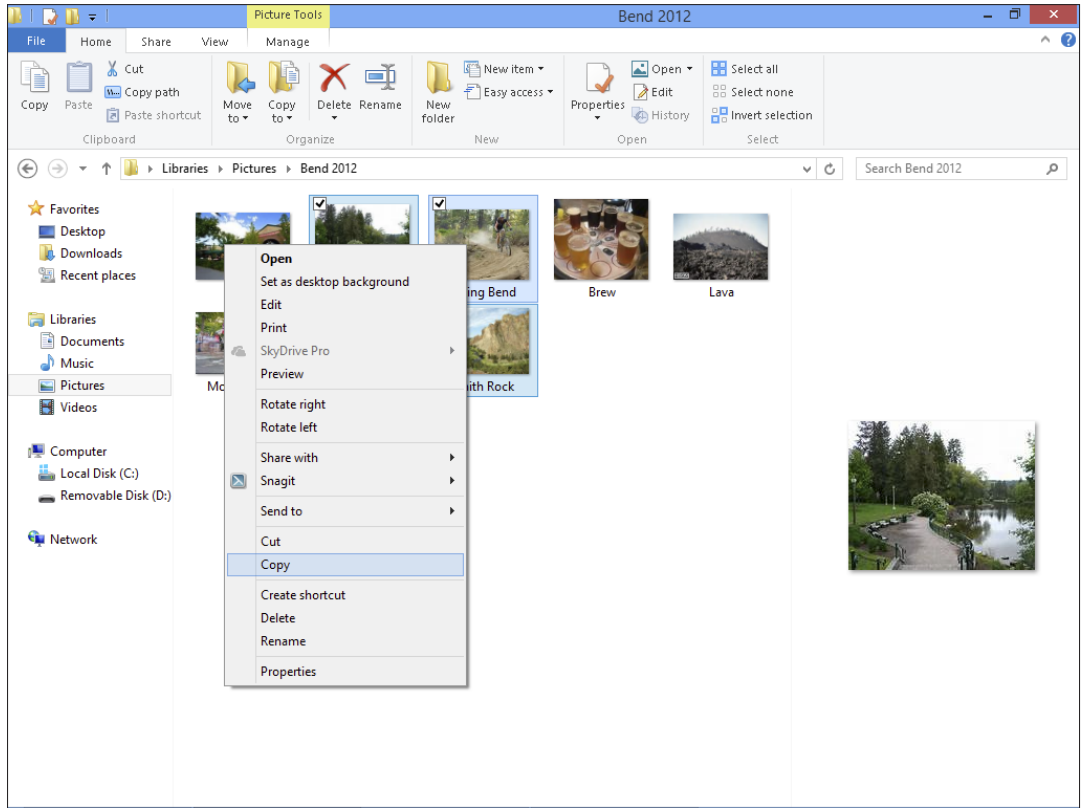 Picture Tools
Bend 2012
File Home Share View Manage
Copy
Paste
Cut
Copy path
Paste shortcut
Clipboard
Move to
Copy to
Delete
Rename
Organize
New folder
New item
Easy access
New
Properties
Open
Edit
History
Open
Select all
Select none
Invert selection
Select
Libraries Pictures Bend 2012
Search Bend 2012
Favorites
Desktop
Downloads
Recent places
Libraries
Documents
Music
Pictures
Videos
Computer
Local Disk (C:)
Removable Disk (D:)
Network
ing Bend
Brew
Lava
Mo
ith Rock
Open
Set as desktop background
Edit
Print
SkyDrive Pro
Preview
Rotate right
Rotate left
Share with
Snagit
Send to
Cut
Copy
Create shortcut
Delete
Rename
Properties